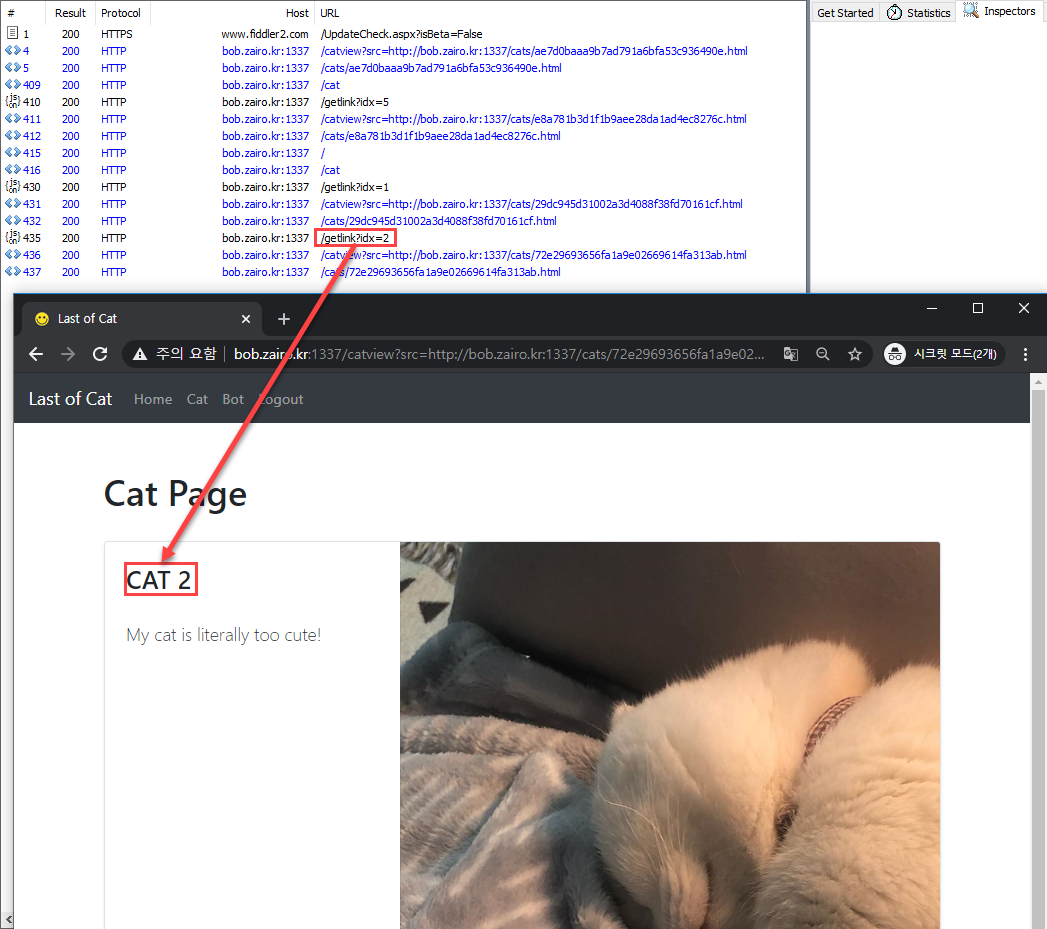 # Result Protocol Host URL
1 200 HTTPS www.fiddler2.com /UpdateCheck.aspx?isBeta=False
4 200 HTTP bob.zairo.kr:1337 /catview?src=http://bob.zairo.kr:1337/cats/ae7d0baaa9b7ad791a6bfa53c936490e.html
5 200 HTTP bob.zairo.kr:1337 /cats/ae7d0baaa9b7ad791a6bfa53c936490e.html
409 200 HTTP bob.zairo.kr:1337 /cat
410 200 HTTP bob.zairo.kr:1337 /getlink?idx=5
411 200 HTTP bob.zairo.kr:1337 /catview?src=http://bob.zairo.kr:1337/cats/e8a781b3d1f1b9aee28da1ad4ec8276c.html
412 200 HTTP bob.zairo.kr:1337 /cats/e8a781b3d1f1b9aee28da1ad4ec8276c.html
415 200 HTTP bob.zairo.kr:1337 /
416 200 HTTP bob.zairo.kr:1337 /cat
430 200 HTTP bob.zairo.kr:1337 /getlink?idx=1
431 200 HTTP bob.zairo.kr:1337 /catview?src=http://bob.zairo.kr:1337/cats/29dc945d31002a3d4088f38fd70161cf.html
432 200 HTTP bob.zairo.kr:1337 /cats/29dc945d31002a3d4088f38fd70161cf.html
435 200 HTTP bob.zairo.kr:1337 /getlink?idx=2
436 200 HTTP bob.zairo.kr:1337 /catview?src=http://bob.zairo.kr:1337/cats/72e29693656fa1a9e02669614fa313ab.html
437 200 HTTP bob.zairo.kr:1337 /cats/72e29693656fa1a9e02669614fa313ab.html
Get Started Statistics Inspectors
Last of Cat
주의 요함 bob.zairo.kr:1337/catview?src=http://bob.zairo.kr:1337/cats/72e29693656fa1a9e02... 시크릿 모드(2개)
Last of Cat Home Cat Bot Logout
Cat Page
CAT 2
My cat is literally too cute!